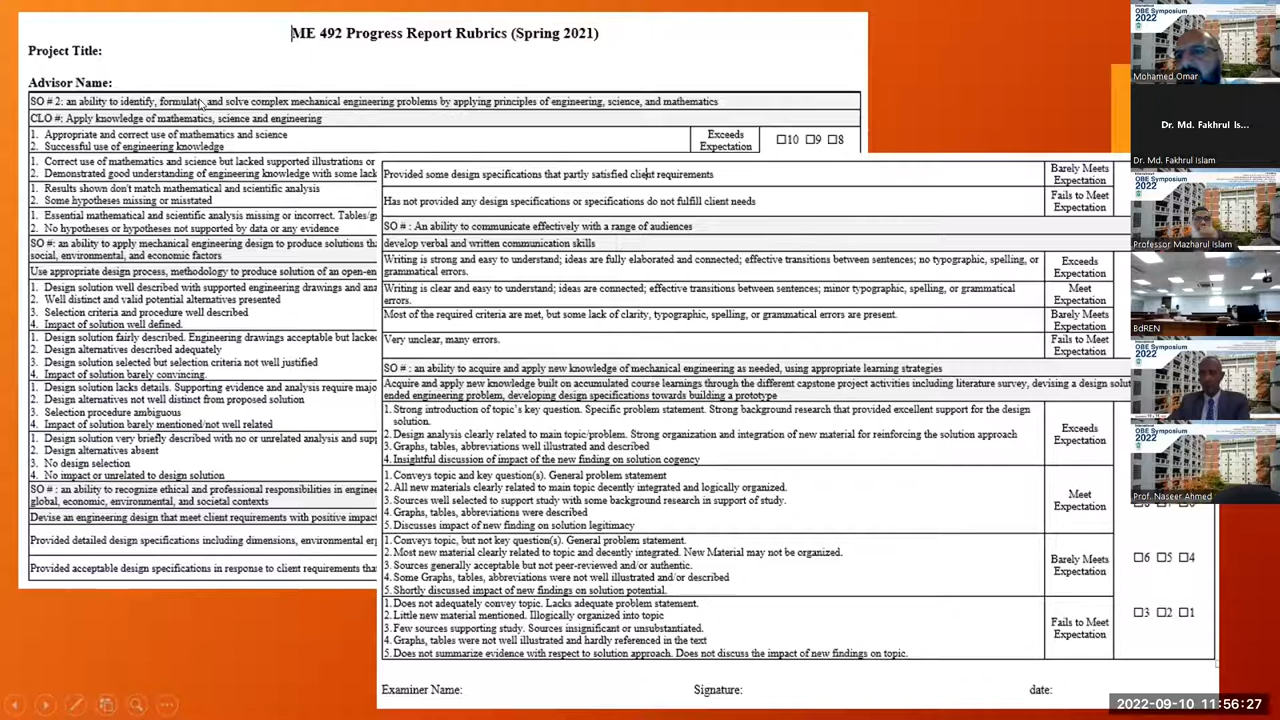 ME 492 Progress Report Rubrics (Spring 2021)
Project Title:
Advisor Name:
SO # 2: an ability to identify, formulate, and solve complex mechanical engineering problems by applying principles of engineering, science, and mathematics
CLO #: Apply knowledge of mathematics, science and engineering
1. Appropriate and correct use of mathematics and science
2. Successful use of engineering knowledge
Exceeds
Expectation
☐10 ☐9 ☐8
1. Correct use of mathematics and science but lacked supported illustrations or
2. Demonstrated good understanding of engineering knowledge with some lack
1. Results shown don't match mathematical and scientific analysis
2. Some hypotheses missing or misstated
1. Essential mathematical and scientific analysis missing or incorrect. Tables/g
2. No hypotheses or hypotheses not supported by data or any evidence
SO #: an ability to apply mechanical engineering design to produce solutions tha
social, environmental, and economic factors
Use appropriate design process, methodology to produce solution of an open-en
1. Design solution well described with supported engineering drawings and ana
2. Well distinct and valid potential alternatives presented
3. Selection criteria and procedure well described
4. Impact of solution well defined.
1. Design solution fairly described. Engineering drawings acceptable but lacked
2. Design alternatives described adequately
3. Design solution selected but selection criteria not well justified
4. Impact of solution barely convincing.
1. Design solution lacks details. Supporting evidence and analysis require majo
2. Design alternatives not well distinct from proposed solution
3. Selection procedure ambiguous
4. Impact of solution barely mentioned/not well related
1. Design solution very briefly described with no or unrelated analysis and supp
2. Design alternatives absent
3. No design selection
4. No impact or unrelated to design solution
SO # : an ability to recognize ethical and professional responsibilities in enginee
global, economic, environmental, and societal contexts
Devise an engineering design that meet client requirements with positive impact
Provided detailed design specifications including dimensions, environmental erg
Provided acceptable design specifications in response to client requirements tha
Provided some design specifications that partly satisfied client requirements
Barely Meets
Expectation
Has not provided any design specifications or specifications do not fulfill client needs
Fails to Meet
Expectation
SO # : An ability to communicate effectively with a range of audiences
develop verbal and written communication skills
Writing is strong and easy to understand; ideas are fully elaborated and connected; effective transitions between sentences; no typographic, spelling, or
grammatical errors.
Exceeds
Expectation
Writing is clear and easy to understand; ideas are connected; effective transitions between sentences; minor typographic, spelling, or grammatical
errors.
Meet
Expectation
Most of the required criteria are met, but some lack of clarity, typographic, spelling, or grammatical errors are present.
Barely Meets
Expectation
Very unclear, many errors.
Fails to Meet
Expectation
SO # : an ability to acquire and apply new knowledge of mechanical engineering as needed, using appropriate learning strategies
Acquire and apply new knowledge built on accumulated course learnings through the different capstone project activities including literature survey, devising a design solut
ended engineering problem, developing design specifications towards building a prototype
1. Strong introduction of topic's key question. Specific problem statement. Strong background research that provided excellent support for the design
solution.
2. Design analysis clearly related to main topic/problem. Strong organization and integration of new material for reinforcing the solution approach
3. Graphs, tables, abbreviations well illustrated and described
4. Insightful discussion of impact of the new finding on solution cogency
Exceeds
Expectation
1. Conveys topic and key question(s). General problem statement
2. All new materials clearly related to topic decently integrated and logically organized.
3. Sources well selected to support study with some background research in support of study.
4. Graphs, tables, abbreviations were described
5. Discusses impact of new finding on solution legitimacy
Meet
Expectation
1. Conveys topic, but not key question(s). General problem statement.
2. Most new material clearly related to topic and decently integrated. New Material may not be organized.
3. Sources generally acceptable but not peer-reviewed and/or authentic.
4. Some Graphs, tables, abbreviations were not well illustrated and/or described
5. Shortly discussed impact of new findings on solution potential.
Barely Meets
Expectation
☐6 ☐5 ☐4
1. Does not adequately convey topic. Lacks adequate problem statement.
2. Little new material mentioned. Illogically organized into topic
3. Few sources supporting study. Sources insignificant or unsubstantiated.
4. Graphs, tables were not well illustrated and hardly referenced in the text
5. Does not summarize evidence with respect to solution approach. Does not discuss the impact of new findings on topic.
Fails to Meet
Expectation
☐3 ☐2 ☐1
Examiner Name: Signature: date:
OBE Symposium
2022
Mohamed Omar
Dr. Md. Fakhrul Is...
Dr. Md. Fakhrul Islam
OBE Symposium
2022
Professor Mazharul Islam
BdREN
OBE Symposium
2022
OBE Symposium
2022
Prof. Naseer Ahmed
2022-09-10 11:56:27